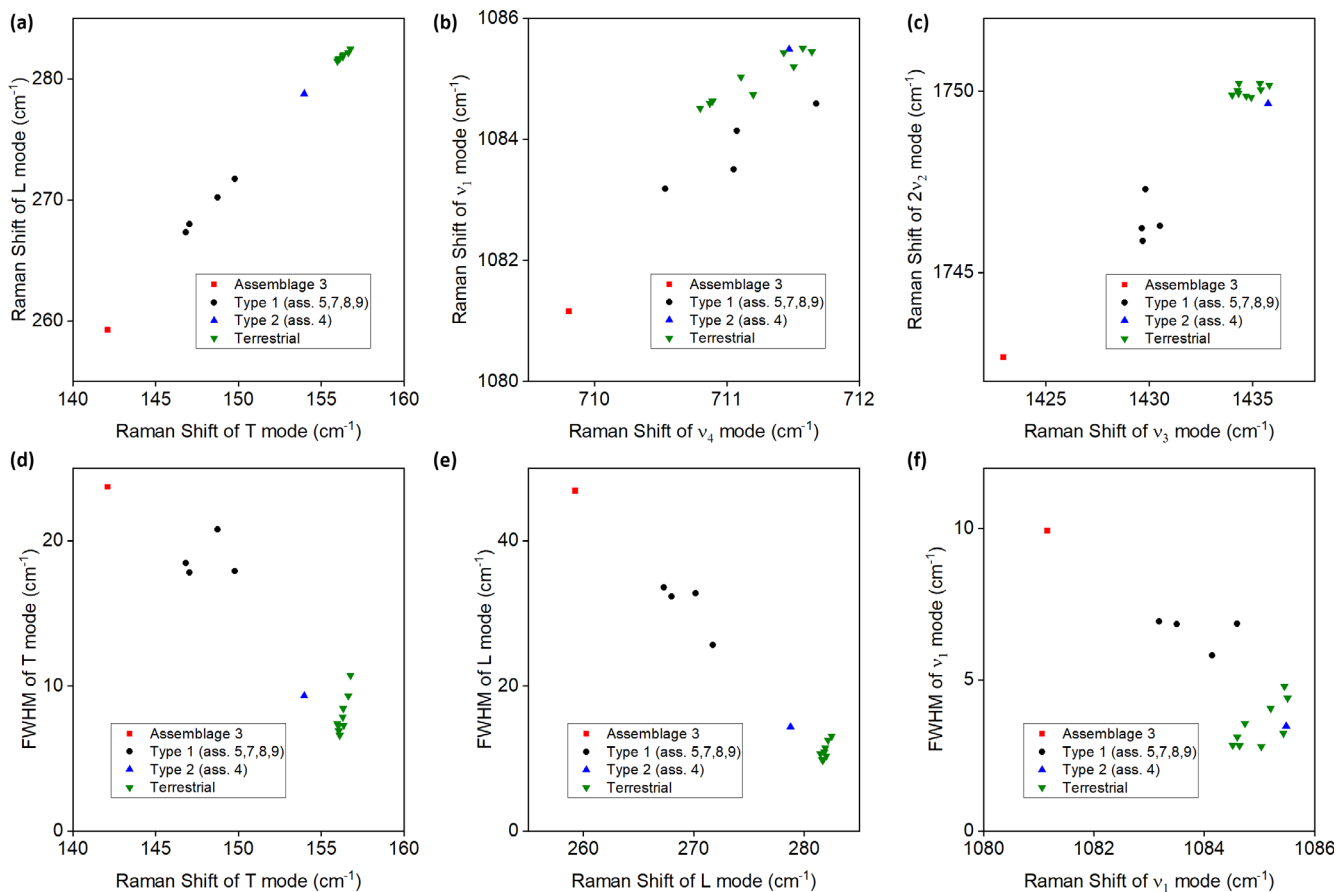 (a)
280
270
260
140
145
150
155
160
Raman Shift of L mode (cm⁻¹)
Raman Shift of T mode (cm⁻¹)
Assemblage 3
Type 1 (ass. 5,7,8,9)
Type 2 (ass. 4)
Terrestrial
(b)
1086
1084
1082
1080
710
711
712
Raman Shift of ν₁ mode (cm⁻¹)
Raman Shift of ν₄ mode (cm⁻¹)
Assemblage 3
Type 1 (ass. 5,7,8,9)
Type 2 (ass. 4)
Terrestrial
(c)
1750
1745
1425
1430
1435
Raman Shift of 2ν₂ mode (cm⁻¹)
Raman Shift of ν₃ mode (cm⁻¹)
Assemblage 3
Type 1 (ass. 5,7,8,9)
Type 2 (ass. 4)
Terrestrial
(d)
20
10
0
140
145
150
155
160
FWHM of T mode (cm⁻¹)
Raman Shift of T mode (cm⁻¹)
Assemblage 3
Type 1 (ass. 5,7,8,9)
Type 2 (ass. 4)
Terrestrial
(e)
40
20
0
260
270
280
FWHM of L mode (cm⁻¹)
Raman Shift of L mode (cm⁻¹)
Assemblage 3
Type 1 (ass. 5,7,8,9)
Type 2 (ass. 4)
Terrestrial
(f)
10
5
0
1080
1082
1084
1086
FWHM of ν₁ mode (cm⁻¹)
Raman Shift of ν₁ mode (cm⁻¹)
Assemblage 3
Type 1 (ass. 5,7,8,9)
Type 2 (ass. 4)
Terrestrial